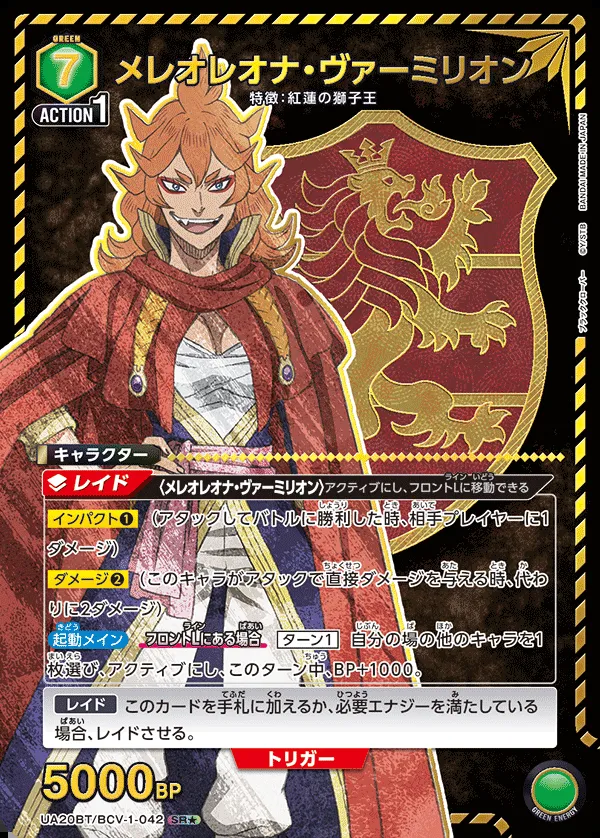 GREEN
7
メレオレオナ・ヴァーミリオン
ACTION 1
特徴:紅蓮の獅子王
ブラッククローバー ©Y/STB BANDAI MADE IN JAPAN
キャラクター
レイド 〈メレオレオナ・ヴァーミリオン〉アクティブにし、フロントLに移動できる
インパクト❶ (アタックしてバトルに勝利した時、相手プレイヤーに1
ダメージ)
ダメージ❷ (このキャラがアタックで直接ダメージを与える時、代わ
りに2ダメージ)
起動メイン フロントLにある場合 ターン1 自分の場の他のキャラを1
枚選び、アクティブにし、このターン中、BP+1000。
レイド このカードを手札に加えるか、必要エナジーを満たしている
場合、レイドさせる。
トリガー
5000BP
UA20BT/BCV-1-042 SR★
GREEN ENERGY